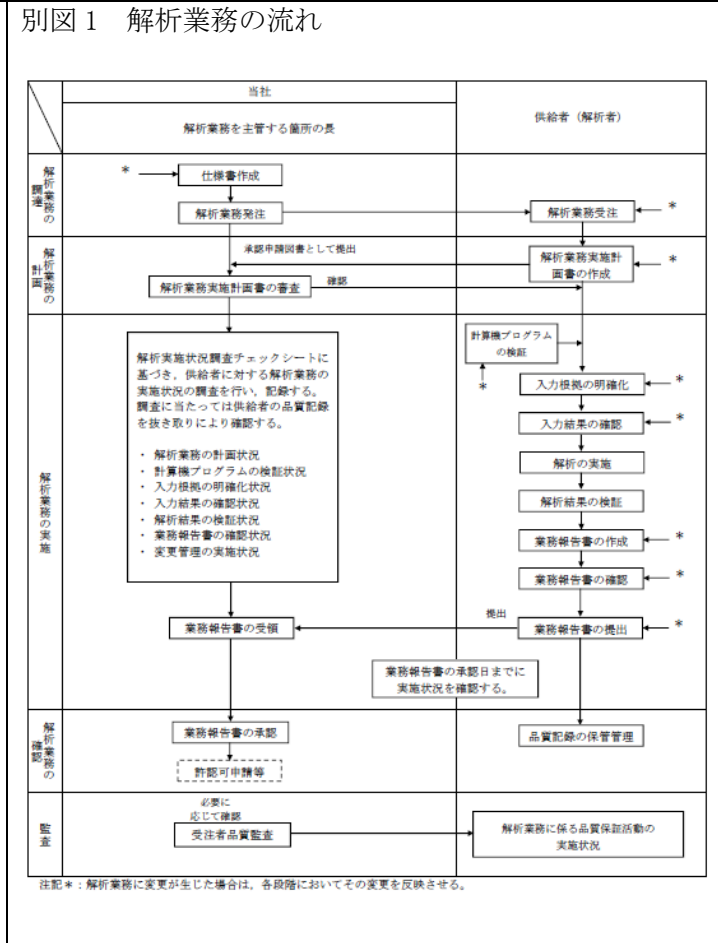 別図1 解析業務の流れ
当社
解析業務を主管する箇所の長
供給者（解析者）
解析業務の
調達
*
仕様書作成
解析業務発注
解析業務受注
*
解析業務の
計画
承認申請図書として提出
解析業務実施計
画書の作成
*
解析業務実施計画書の審査
確認
解析業務の実施
解析実施状況調査チェックシートに
基づき，供給者に対する解析業務の
実施状況の調査を行い，記録する。
調査に当たっては供給者の品質記録
を抜き取りにより確認する。
・ 解析業務の計画状況
・ 計算機プログラムの検証状況
・ 入力根拠の明確化状況
・ 入力結果の確認状況
・ 解析結果の検証状況
・ 業務報告書の確認状況
・ 変更管理の実施状況
計算機プログラム
の検証
*
入力根拠の明確化
*
入力結果の確認
*
解析の実施
解析結果の検証
業務報告書の作成
*
業務報告書の確認
*
業務報告書の受領
提出
業務報告書の提出
*
業務報告書の承認日までに
実施状況を確認する。
解析業務の
確認
業務報告書の承認
許認可申請等
品質記録の保管管理
監査
必要に
応じて確認
受注者品質監査
解析業務に係る品質保証活動の
実施状況
注記＊：解析業務に変更が生じた場合は，各段階においてその変更を反映させる。